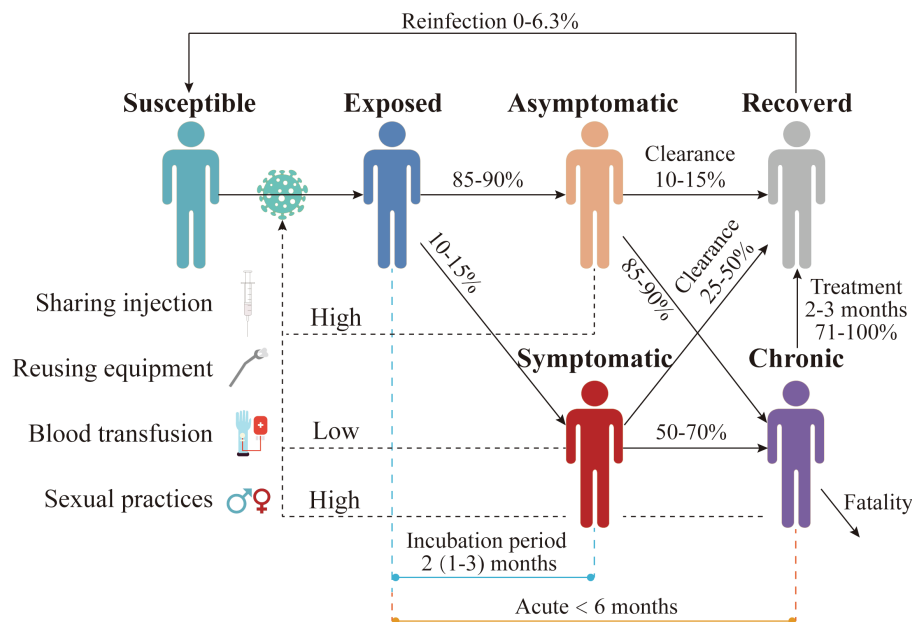 Reinfection 0-6.3%
Susceptible
Exposed
Asymptomatic
Recoverd
85-90%
Clearance
10-15%
10-15%
85-90%
Clearance
25-50%
Sharing injection
High
Treatment
2-3 months
71-100%
Reusing equipment
Symptomatic
Chronic
Blood transfusion
Low
50-70%
Sexual practices
High
Fatality
Incubation period
2 (1-3) months
Acute < 6 months